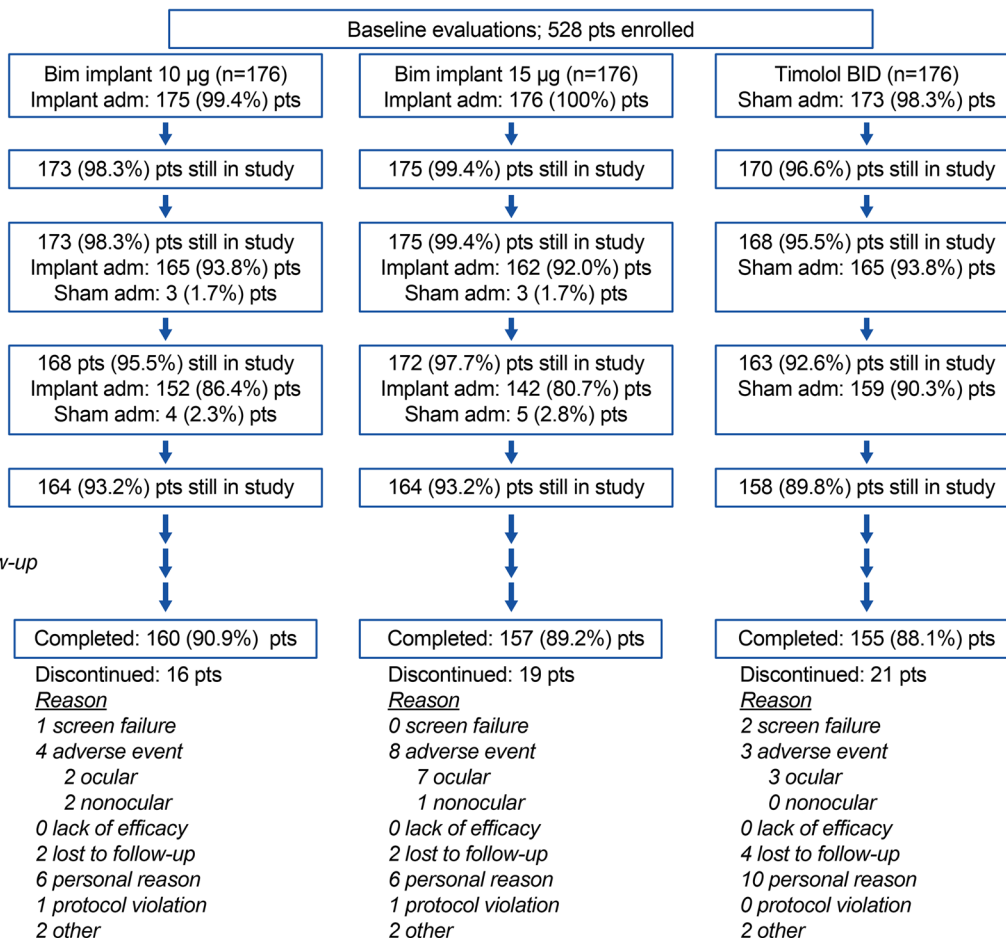 Baseline evaluations; 528 pts enrolled
Bim implant 10 µg (n=176)
Implant adm: 175 (99.4%) pts
Bim implant 15 µg (n=176)
Implant adm: 176 (100%) pts
Timolol BID (n=176)
Sham adm: 173 (98.3%) pts
173 (98.3%) pts still in study
175 (99.4%) pts still in study
170 (96.6%) pts still in study
173 (98.3%) pts still in study
Implant adm: 165 (93.8%) pts
Sham adm: 3 (1.7%) pts
175 (99.4%) pts still in study
Implant adm: 162 (92.0%) pts
Sham adm: 3 (1.7%) pts
168 (95.5%) pts still in study
Sham adm: 165 (93.8%) pts
168 pts (95.5%) still in study
Implant adm: 152 (86.4%) pts
Sham adm: 4 (2.3%) pts
172 (97.7%) pts still in study
Implant adm: 142 (80.7%) pts
Sham adm: 5 (2.8%) pts
163 (92.6%) pts still in study
Sham adm: 159 (90.3%) pts
164 (93.2%) pts still in study
164 (93.2%) pts still in study
158 (89.8%) pts still in study
w-up
Completed: 160 (90.9%) pts
Discontinued: 16 pts
Reason
1 screen failure
4 adverse event
2 ocular
2 nonocular
0 lack of efficacy
2 lost to follow-up
6 personal reason
1 protocol violation
2 other
Completed: 157 (89.2%) pts
Discontinued: 19 pts
Reason
0 screen failure
8 adverse event
7 ocular
1 nonocular
0 lack of efficacy
2 lost to follow-up
6 personal reason
1 protocol violation
2 other
Completed: 155 (88.1%) pts
Discontinued: 21 pts
Reason
2 screen failure
3 adverse event
3 ocular
0 nonocular
0 lack of efficacy
4 lost to follow-up
10 personal reason
0 protocol violation
2 other